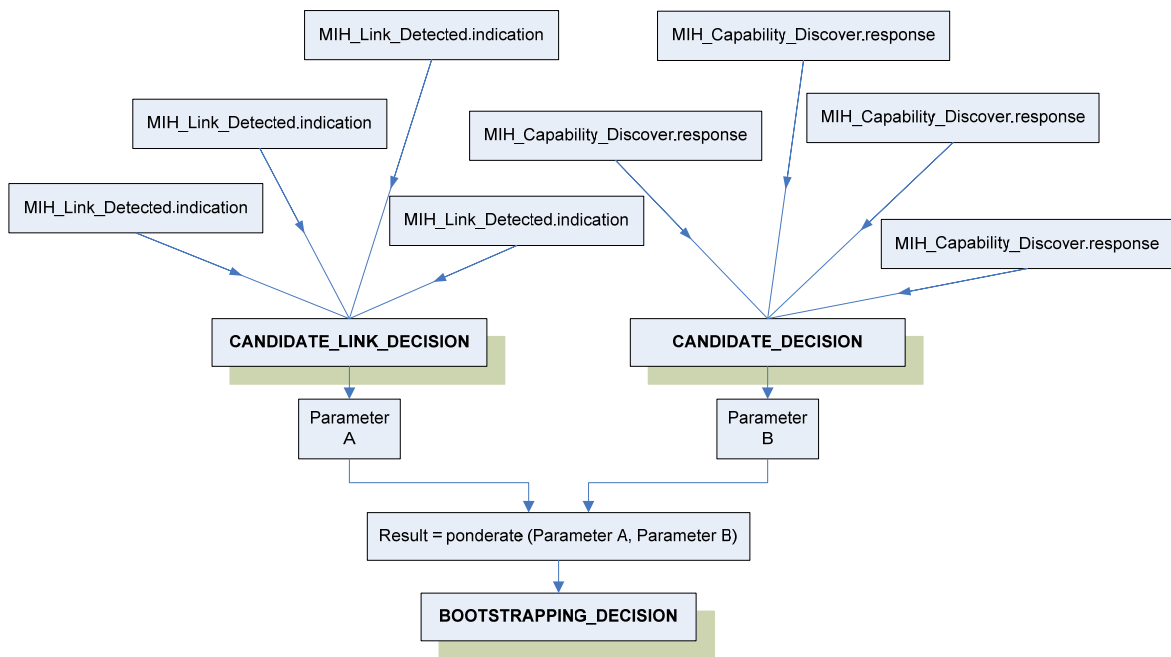 MIH_Link_Detected.indication
MIH_Capability_Discover.response
MIH_Link_Detected.indication
MIH_Capability_Discover.response
MIH_Capability_Discover.response
MIH_Link_Detected.indication
MIH_Link_Detected.indication
MIH_Capability_Discover.response
CANDIDATE_LINK_DECISION
CANDIDATE_DECISION
Parameter
A
Parameter
B
Result = ponderate (Parameter A, Parameter B)
BOOTSTRAPPING_DECISION